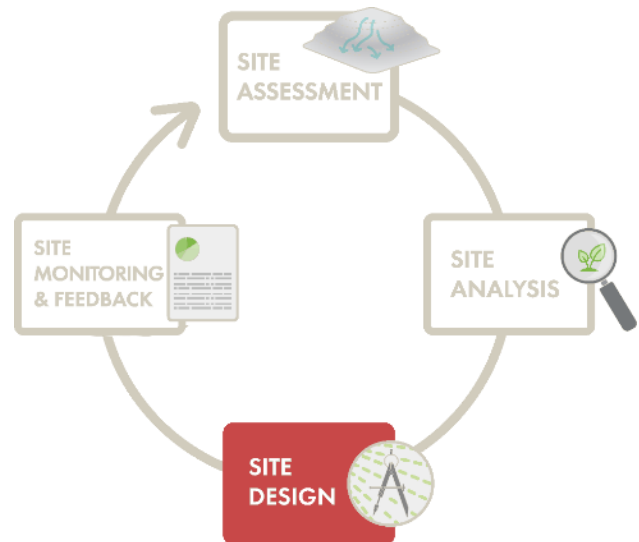 SITE
ASSESSMENT
SITE
ANALYSIS
SITE
DESIGN
SITE
MONITORING
& FEEDBACK